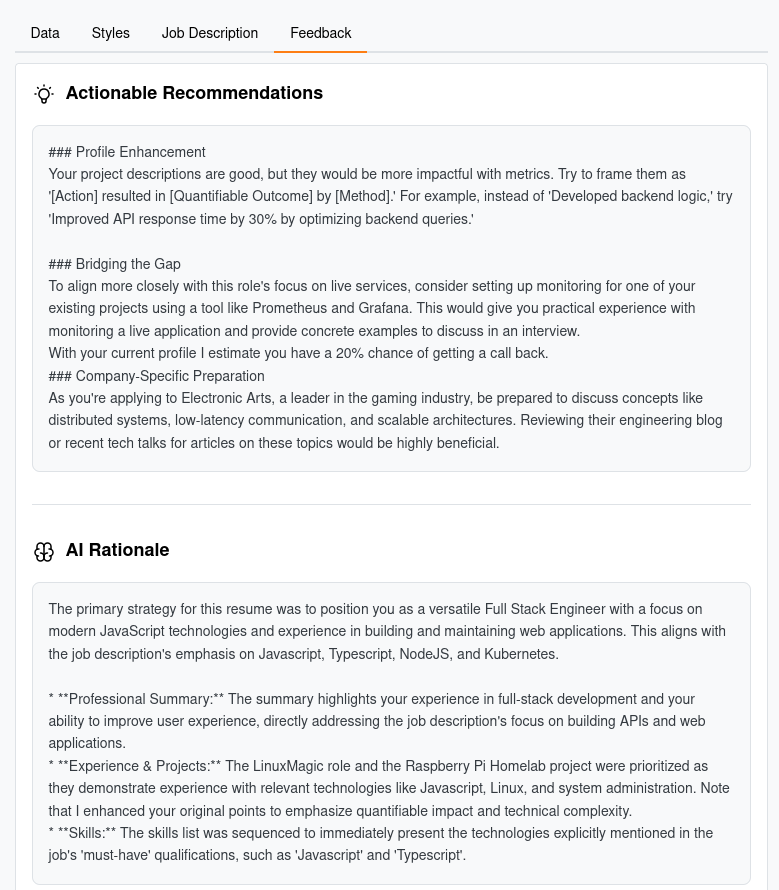 Data Styles Job Description Feedback
Actionable Recommendations
### Profile Enhancement
Your project descriptions are good, but they would be more impactful with metrics. Try to frame them as
'[Action] resulted in [Quantifiable Outcome] by [Method].' For example, instead of 'Developed backend logic,' try
'Improved API response time by 30% by optimizing backend queries.'
### Bridging the Gap
To align more closely with this role's focus on live services, consider setting up monitoring for one of your
existing projects using a tool like Prometheus and Grafana. This would give you practical experience with
monitoring a live application and provide concrete examples to discuss in an interview.
With your current profile I estimate you have a 20% chance of getting a call back.
### Company-Specific Preparation
As you're applying to Electronic Arts, a leader in the gaming industry, be prepared to discuss concepts like
distributed systems, low-latency communication, and scalable architectures. Reviewing their engineering blog
or recent tech talks for articles on these topics would be highly beneficial.
AI Rationale
The primary strategy for this resume was to position you as a versatile Full Stack Engineer with a focus on
modern JavaScript technologies and experience in building and maintaining web applications. This aligns with
the job description's emphasis on Javascript, Typescript, NodeJS, and Kubernetes.
* **Professional Summary:** The summary highlights your experience in full-stack development and your
ability to improve user experience, directly addressing the job description's focus on building APIs and web
applications.
* **Experience & Projects:** The LinuxMagic role and the Raspberry Pi Homelab project were prioritized as
they demonstrate experience with relevant technologies like Javascript, Linux, and system administration. Note
that I enhanced your original points to emphasize quantifiable impact and technical complexity.
* **Skills:** The skills list was sequenced to immediately present the technologies explicitly mentioned in the
job's 'must-have' qualifications, such as 'Javascript' and 'Typescript'.